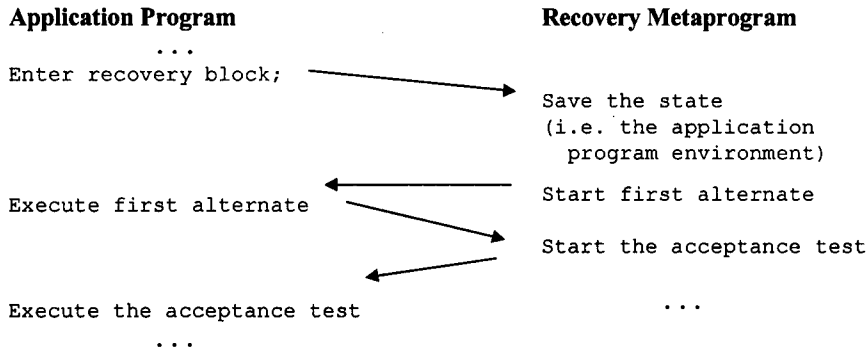 Application Program
...
Enter recovery block;
Execute first alternate
Execute the acceptance test
...
Recovery Metaprogram
Save the state
(i.e. the application
program environment)
Start first alternate
Start the acceptance test
...